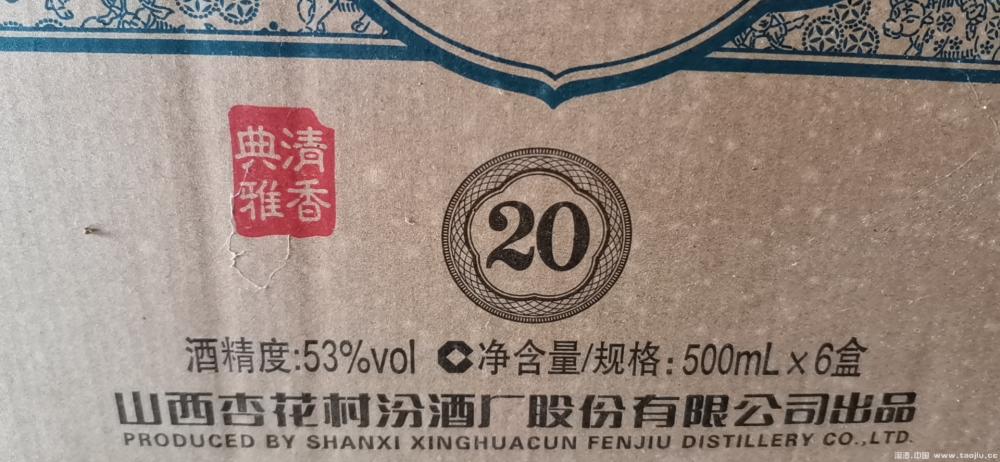 清香
典雅
20
酒精度:53%vol 净含量/规格:500mL x 6盒
山西杏花村汾酒厂股份有限公司出品
PRODUCED BY SHANXI XINGHUACUN FENJIU DISTILLERY CO.,LTD.
淘酒.中国 www.taojiu.cc